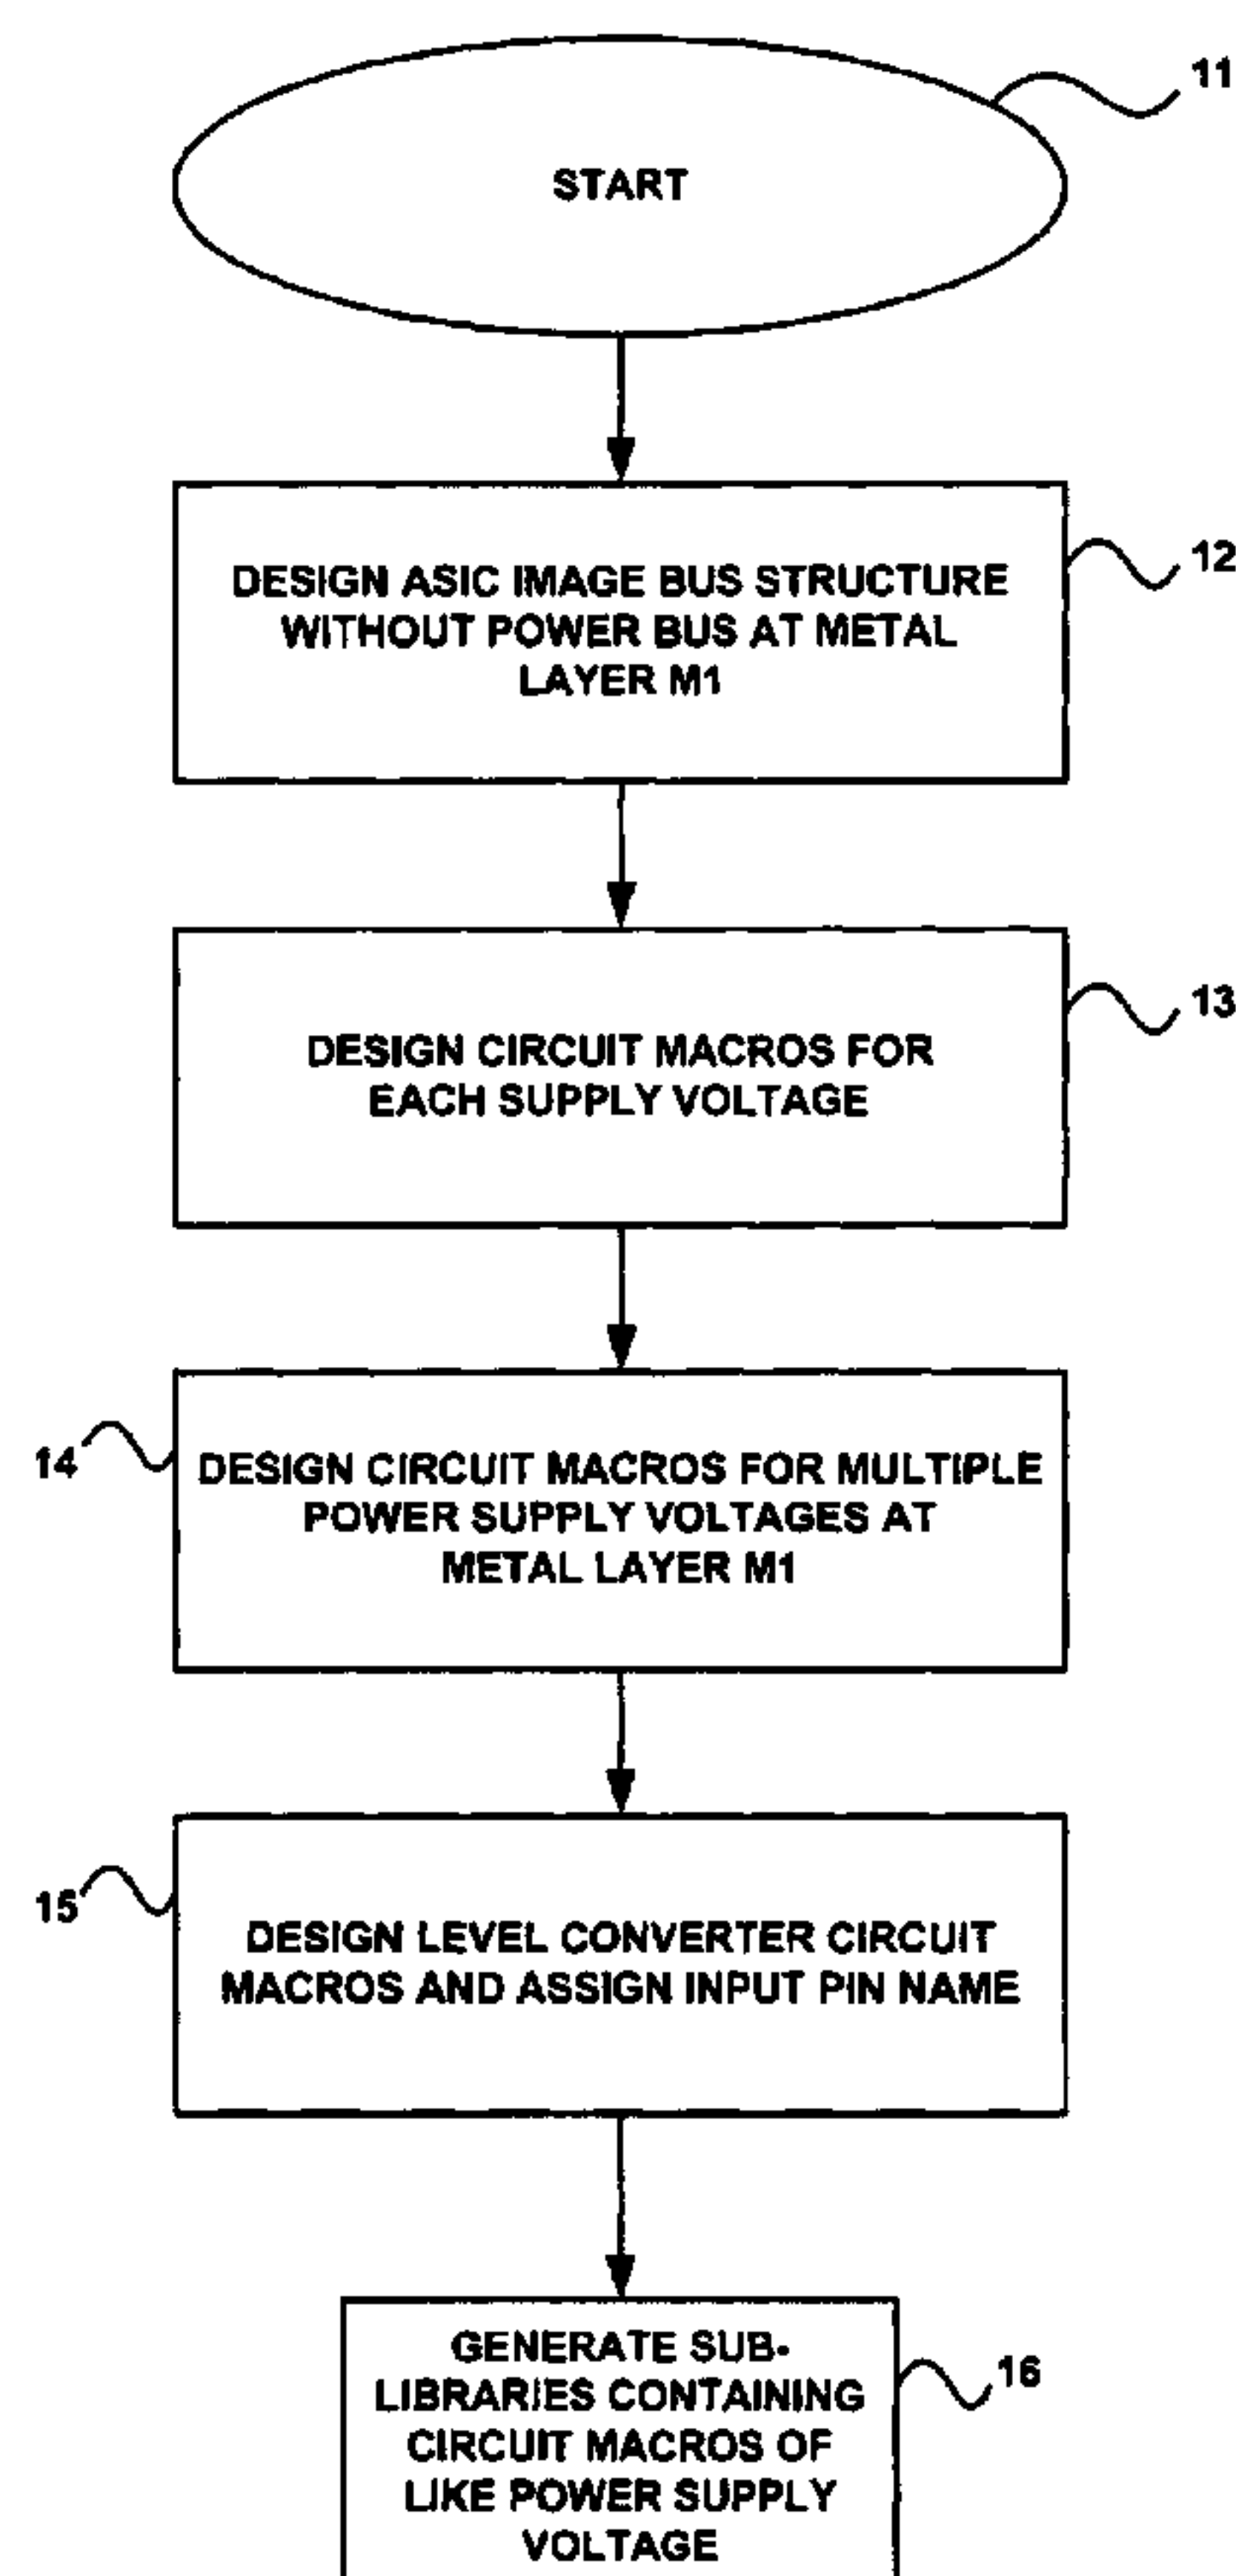 11
START
12
DESIGN ASIC IMAGE BUS STRUCTURE
WITHOUT POWER BUS AT METAL
LAYER M1
13
DESIGN CIRCUIT MACROS FOR
EACH SUPPLY VOLTAGE
14
DESIGN CIRCUIT MACROS FOR MULTIPLE
POWER SUPPLY VOLTAGES AT
METAL LAYER M1
15
DESIGN LEVEL CONVERTER CIRCUIT
MACROS AND ASSIGN INPUT PIN NAME
16
GENERATE SUB-
LIBRARIES CONTAINING
CIRCUIT MACROS OF
LIKE POWER SUPPLY
VOLTAGE